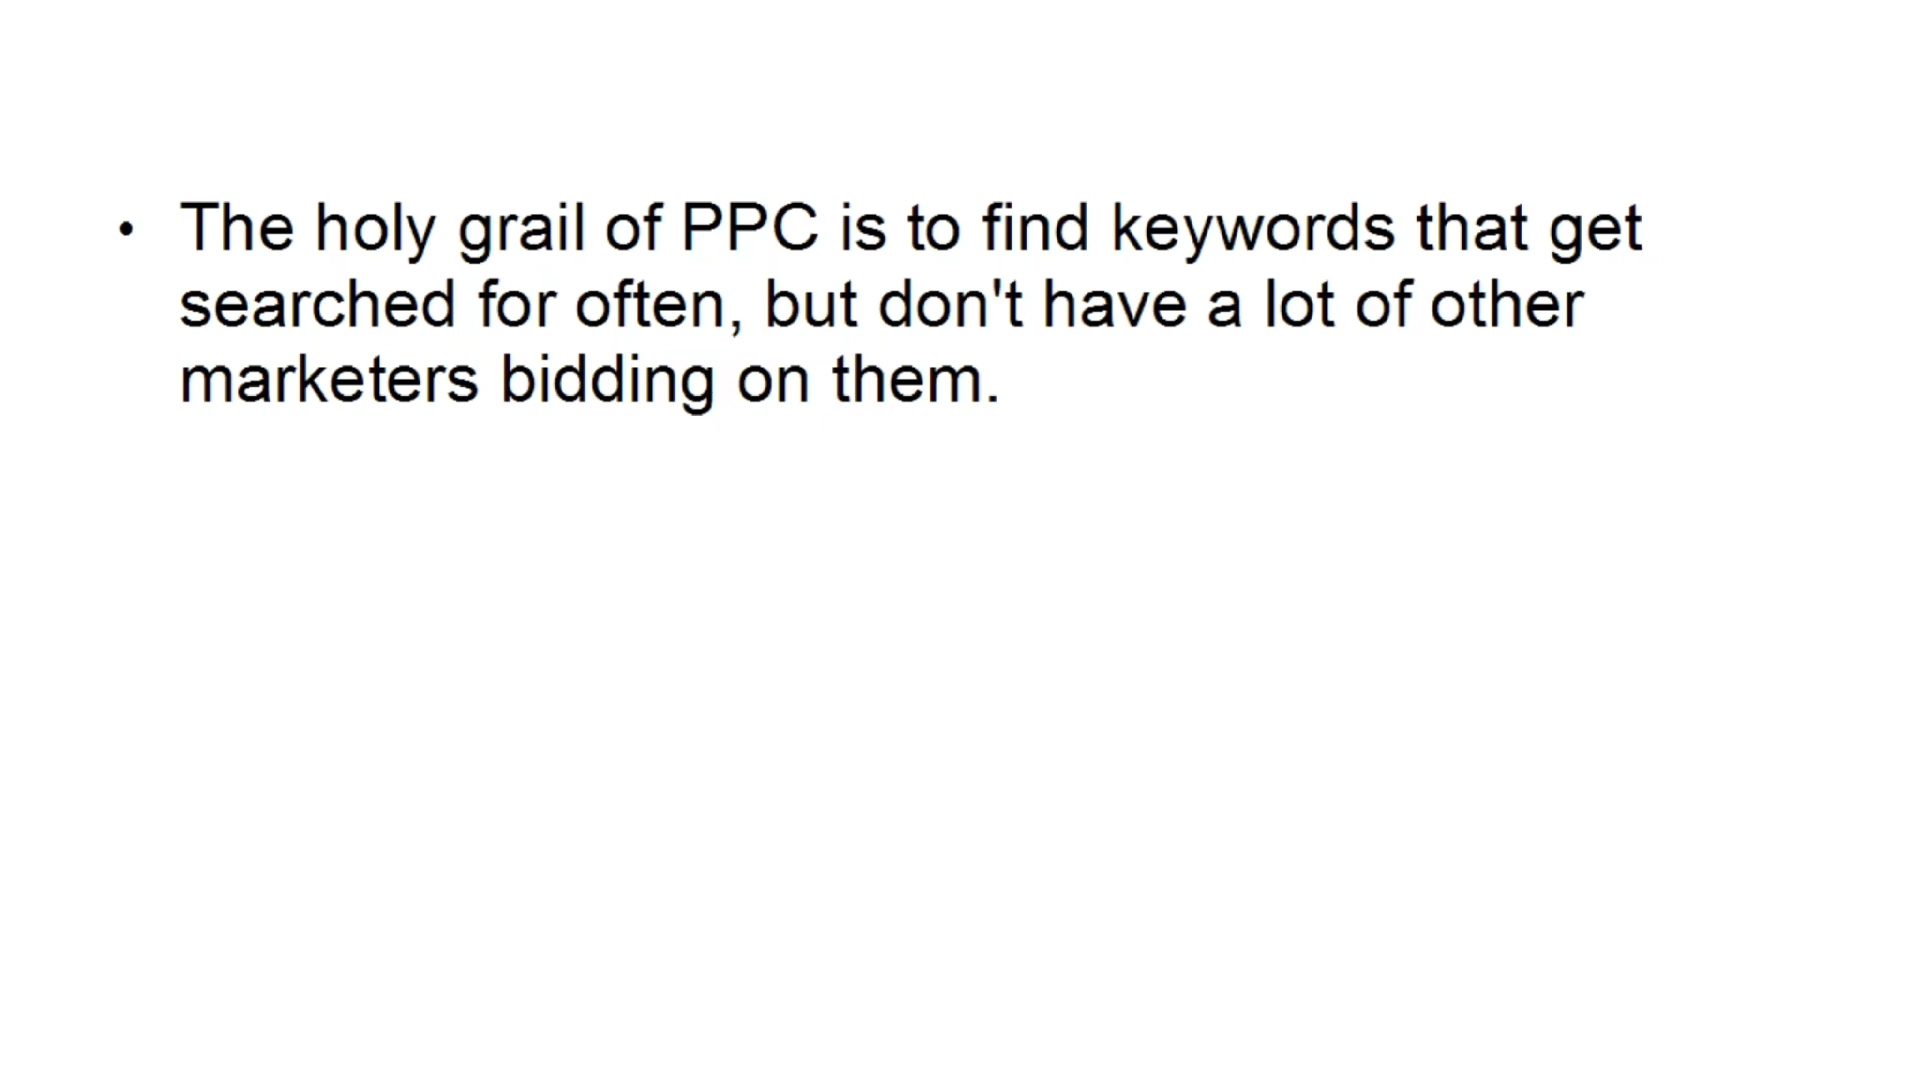 • The holy grail of PPC is to find keywords that get
searched for often, but don't have a lot of other
marketers bidding on them.